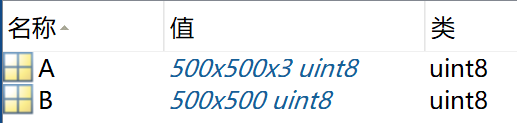 名称 值 类
A 500x500x3 uint8 uint8
B 500x500 uint8 uint8